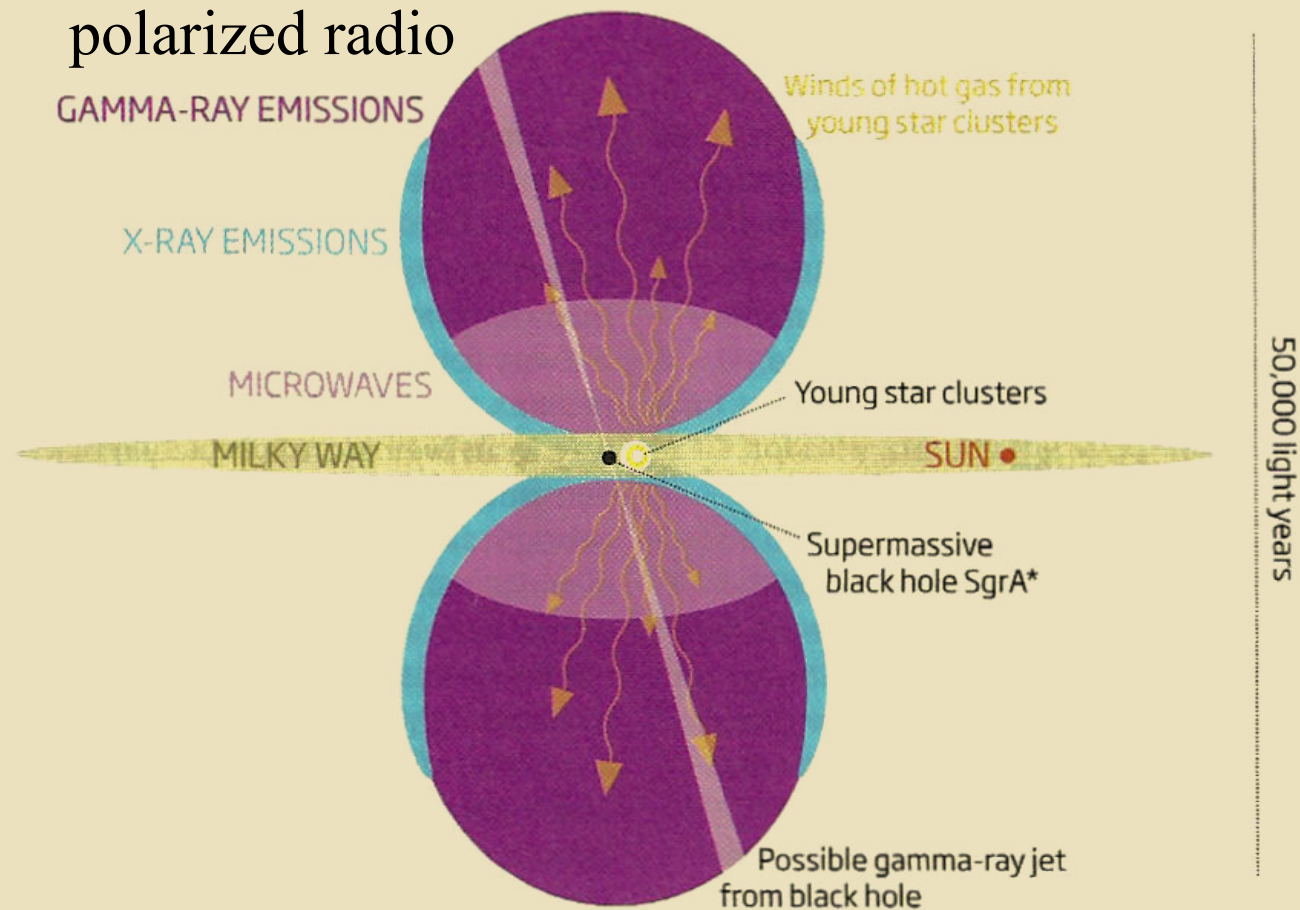 polarized radio
GAMMA-RAY EMISSIONS
Winds of hot gas from
young star clusters
X-RAY EMISSIONS
MICROWAVES
Young star clusters
MILKY WAY
SUN
50,000 light years
Supermassive
black hole SgrA*
Possible gamma-ray jet
from black hole